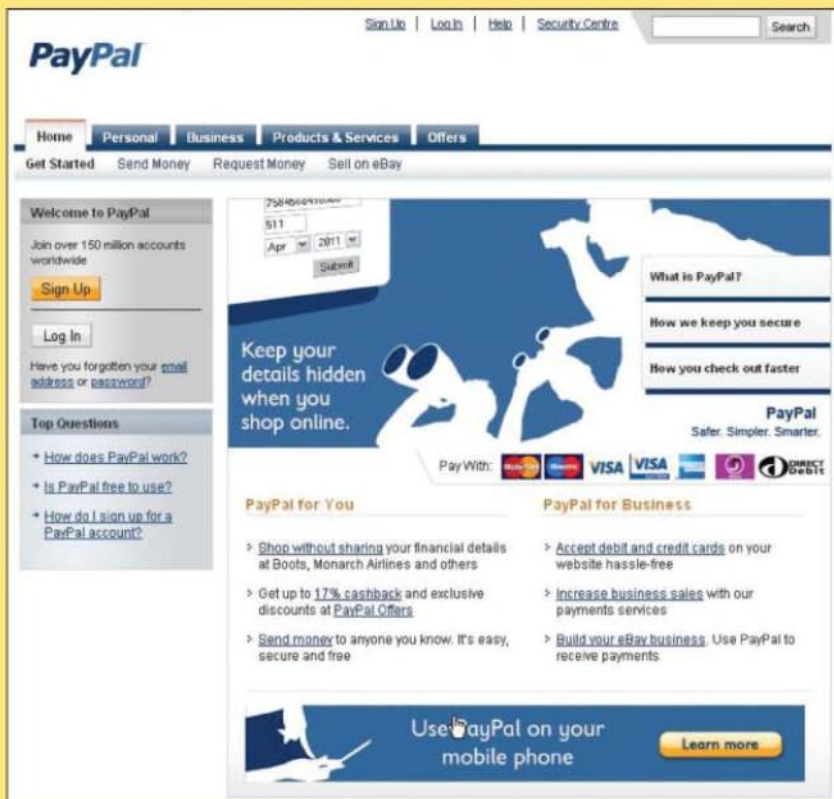 Sign Up | Log In | Help | Security Centre
Search
PayPal
Home Personal Business Products & Services Offers
Get Started Send Money Request Money Sell on eBay
Welcome to PayPal
Join over 150 million accounts
worldwide
Sign Up
Log In
Have you forgotten your email
address or password?
Top Questions
How does PayPal work?
Is PayPal free to use?
How do I sign up for a
PayPal account?
511
Apr 2011
Submit
Keep your
details hidden
when you
shop online.
What is PayPal?
How we keep you secure
How you check out faster
PayPal
Safer. Simpler. Smarter.
Pay With: MasterCard Maestro VISA VISA DIRECT
Debit
PayPal for You
> Shop without sharing your financial details
at Boots, Monarch Airlines and others
> Get up to 17% cashback and exclusive
discounts at PayPal Offers
> Send money to anyone you know. It's easy,
secure and free
PayPal for Business
> Accept debit and credit cards on your
website hassle-free
> Increase business sales with our
payments services
> Build your eBay business. Use PayPal to
receive payments
Use PayPal on your
mobile phone
Learn more